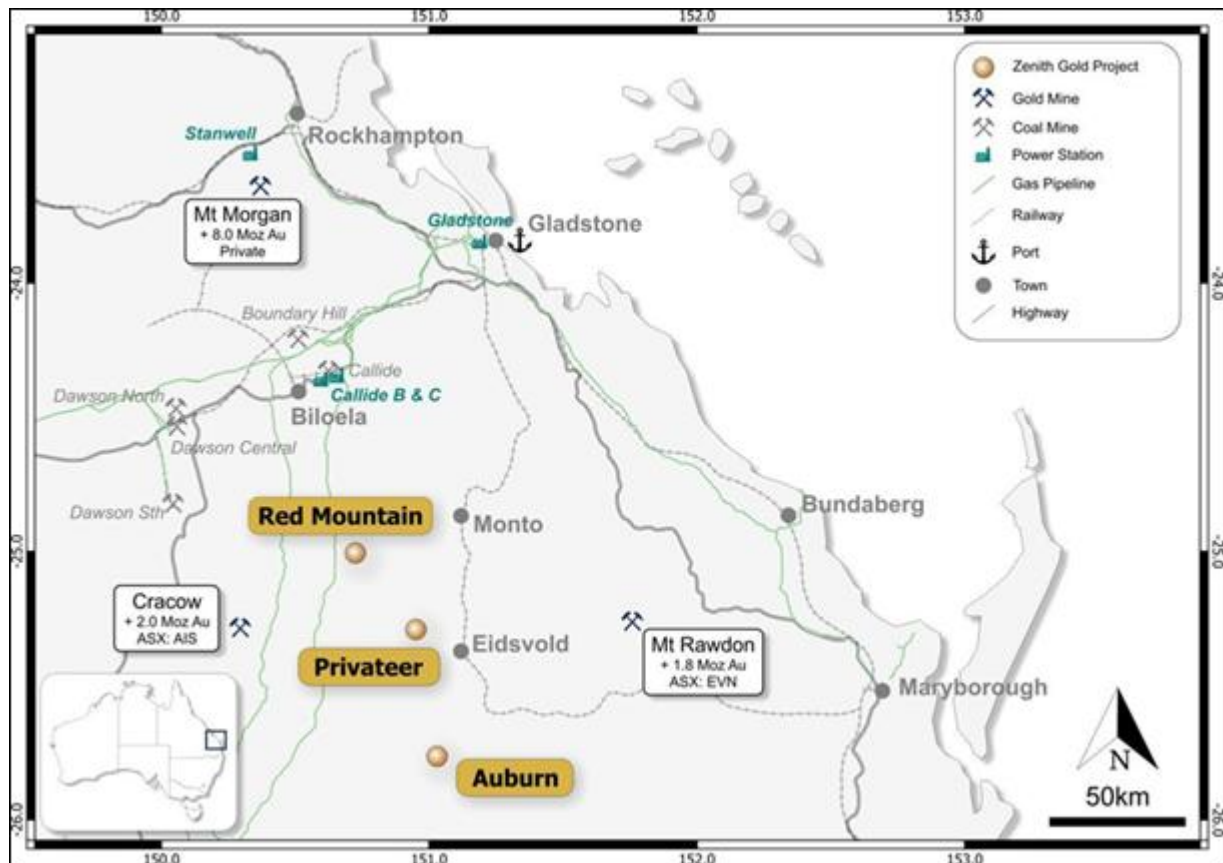 150.0 151.0 152.0 153.0
Zenith Gold Project
Gold Mine
Coal Mine
Power Station
Gas Pipeline
Railway
Port
Town
Highway
Rockhampton
Stanwell
Mt Morgan
+ 8.0 Moz Au
Private
Gladstone
Gladstone
-24.0
-24.0
Boundary Hill
Callide
Callide B & C
Dawson North
Biloela
Dawson Central
Dawson Sth
Red Mountain
Monto
Bundaberg
-25.0
-25.0
Cracow
+ 2.0 Moz Au
ASX: AIS
Privateer
Eidsvold
Mt Rawdon
+ 1.8 Moz Au
ASX: EVN
Maryborough
Auburn
N
50km
-26.0
-26.0
150.0 151.0 152.0 153.0